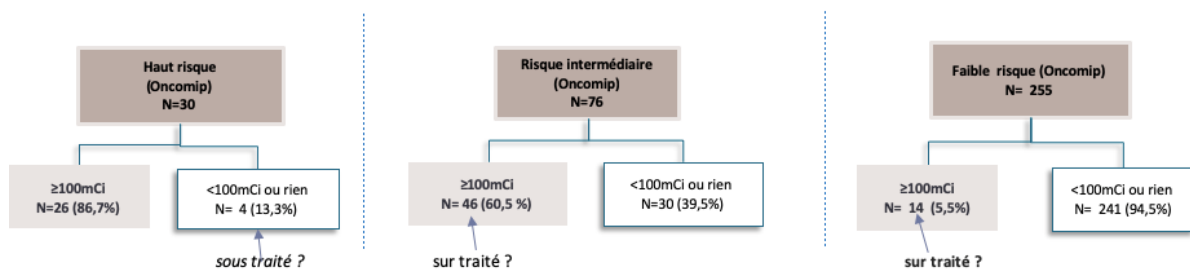 Haut risque
(Oncomip)
N=30
≥100mCi
N=26 (86,7%)
<100mCi ou rien
N= 4 (13,3%)
sous traité ?
Risque intermédiaire
(Oncomip)
N=76
≥100mCi
N= 46 (60,5 %)
<100mCi ou rien
N=30 (39,5%)
sur traité ?
Faible risque (Oncomip)
N= 255
≥100mCi
N= 14 (5,5%)
<100mCi ou rien
N= 241 (94,5%)
sur traité ?